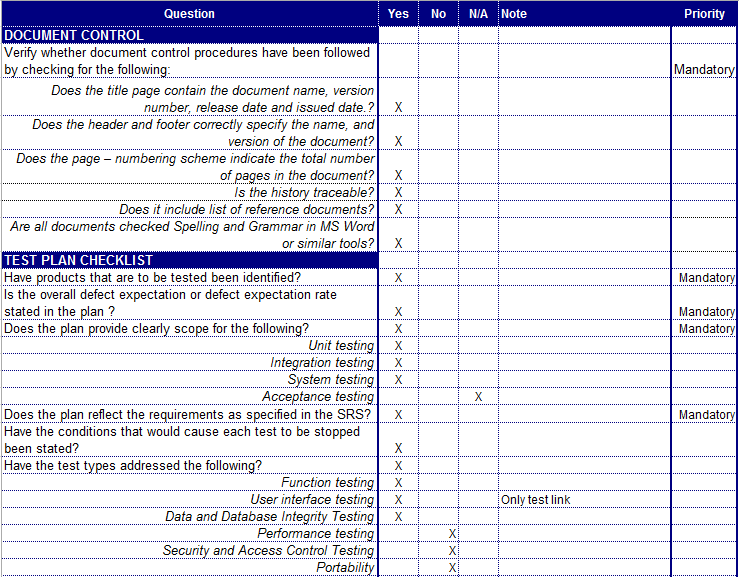 Question Yes No N/A Note Priority
DOCUMENT CONTROL
Verify whether document control procedures have been followed
by checking for the following: Mandatory
Does the title page contain the document name, version
number, release date and issued date.? X
Does the header and footer correctly specify the name, and
version of the document? X
Does the page – numbering scheme indicate the total number
of pages in the document? X
Is the history traceable? X
Does it include list of reference documents? X
Are all documents checked Spelling and Grammar in MS Word
or similar tools? X
TEST PLAN CHECKLIST
Have products that are to be tested been identified? X Mandatory
Is the overall defect expectation or defect expectation rate
stated in the plan ? X Mandatory
Does the plan provide clearly scope for the following? X Mandatory
Unit testing X
Integration testing X
System testing X
Acceptance testing X
Does the plan reflect the requirements as specified in the SRS? X Mandatory
Have the conditions that would cause each test to be stopped
been stated? X
Have the test types addressed the following? X
Function testing X
User interface testing X Only test link
Data and Database Integrity Testing X
Performance testing X
Security and Access Control Testing X
Portability X